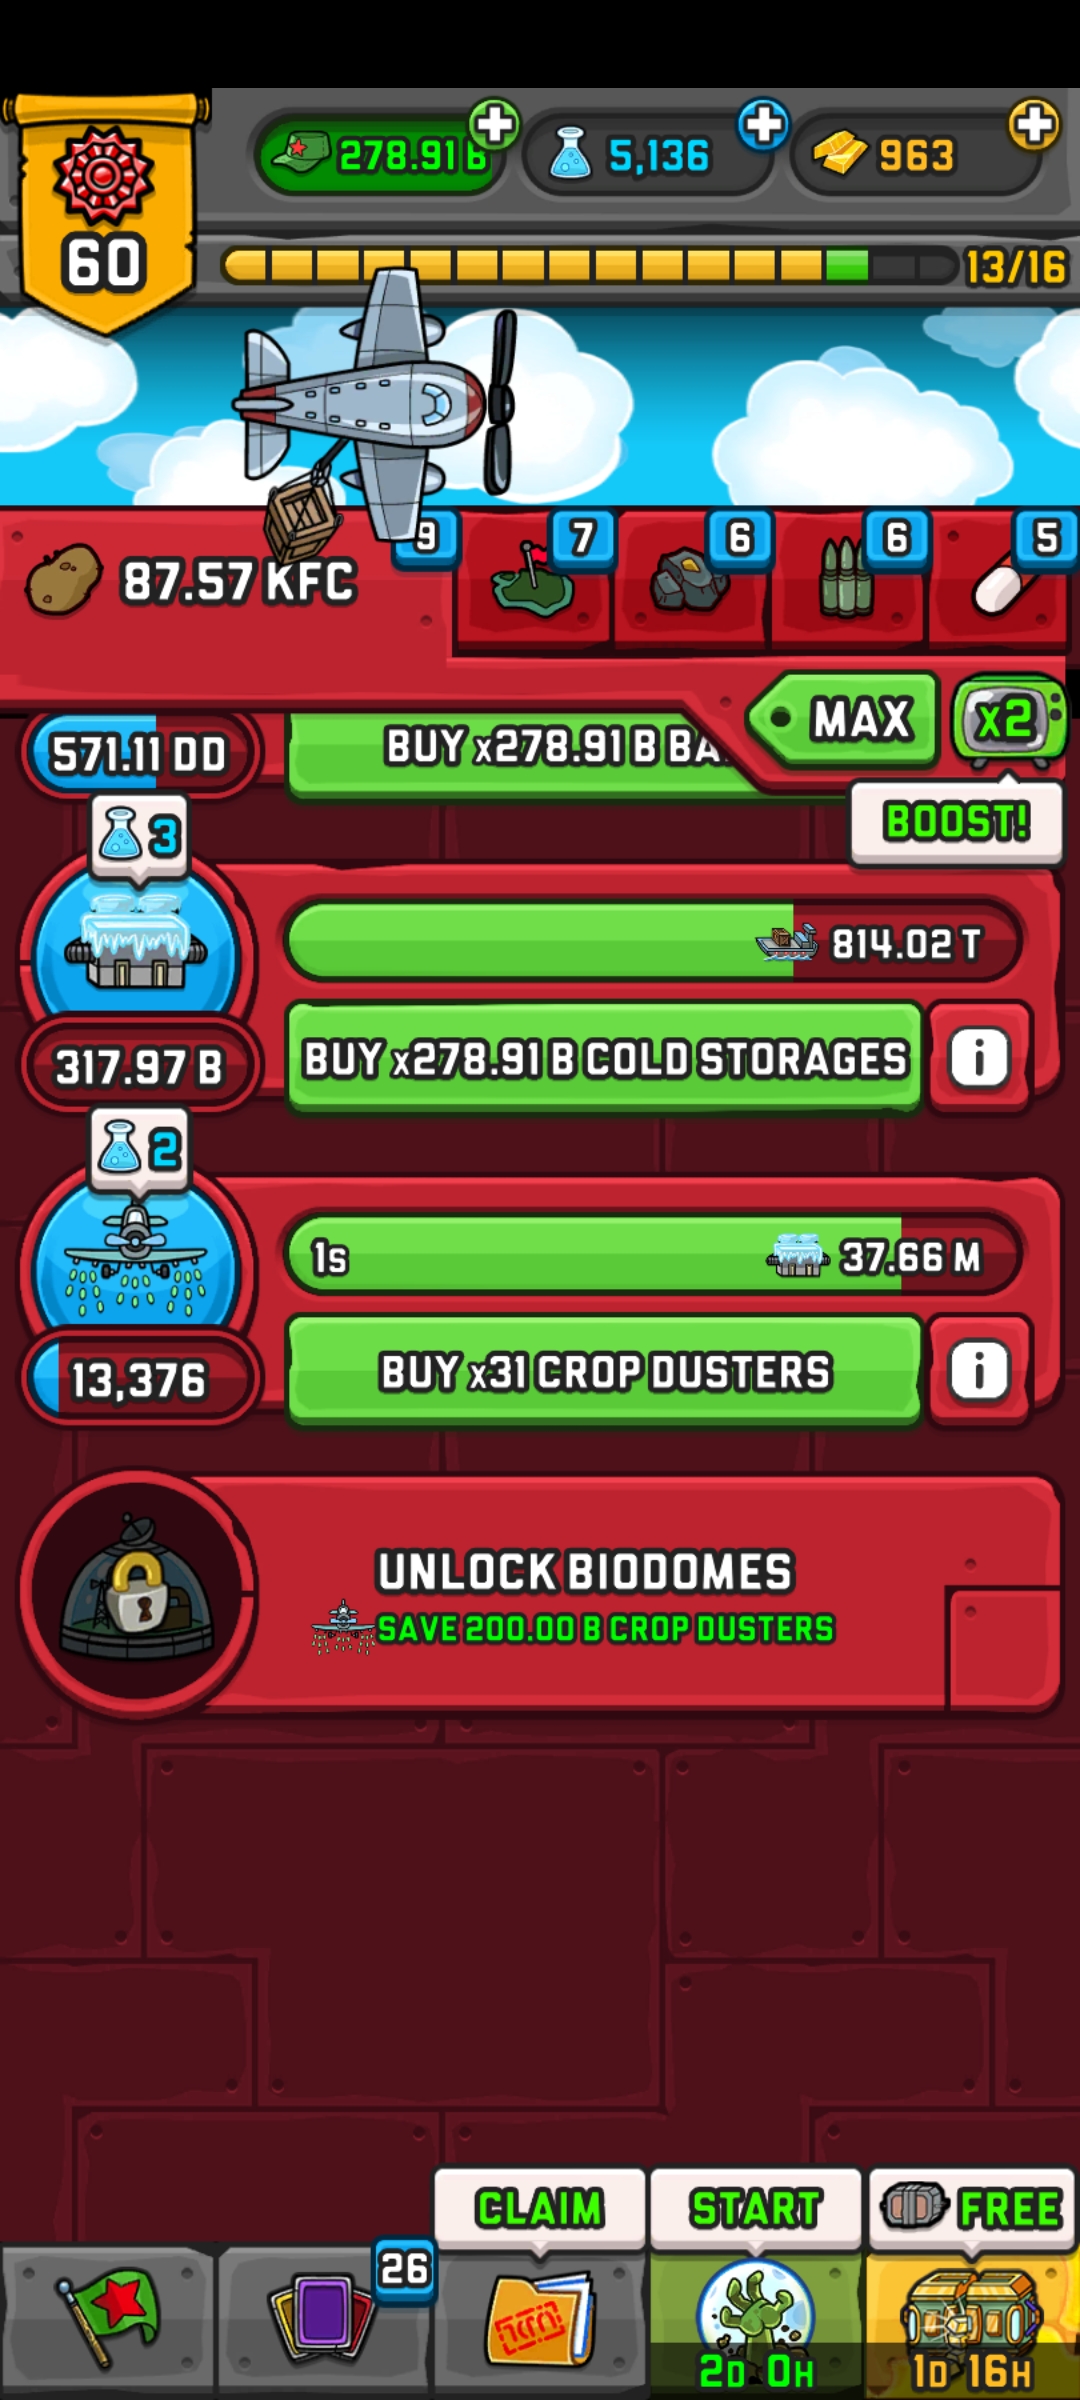 278.91 B
5,136
963
60
13/16
9
7
6
6
5
87.57 KFC
MAX
x2
571.11 DD
BUY x278.91 B BA
BOOST!
3
814.02 T
317.97 B
BUY x278.91 B COLD STORAGES
i
2
1s
37.66 M
13,376
BUY x31 CROP DUSTERS
i
UNLOCK BIODOMES
SAVE 200.00 B CROP DUSTERS
CLAIM
START
FREE
26
2D 0H
1D 16H